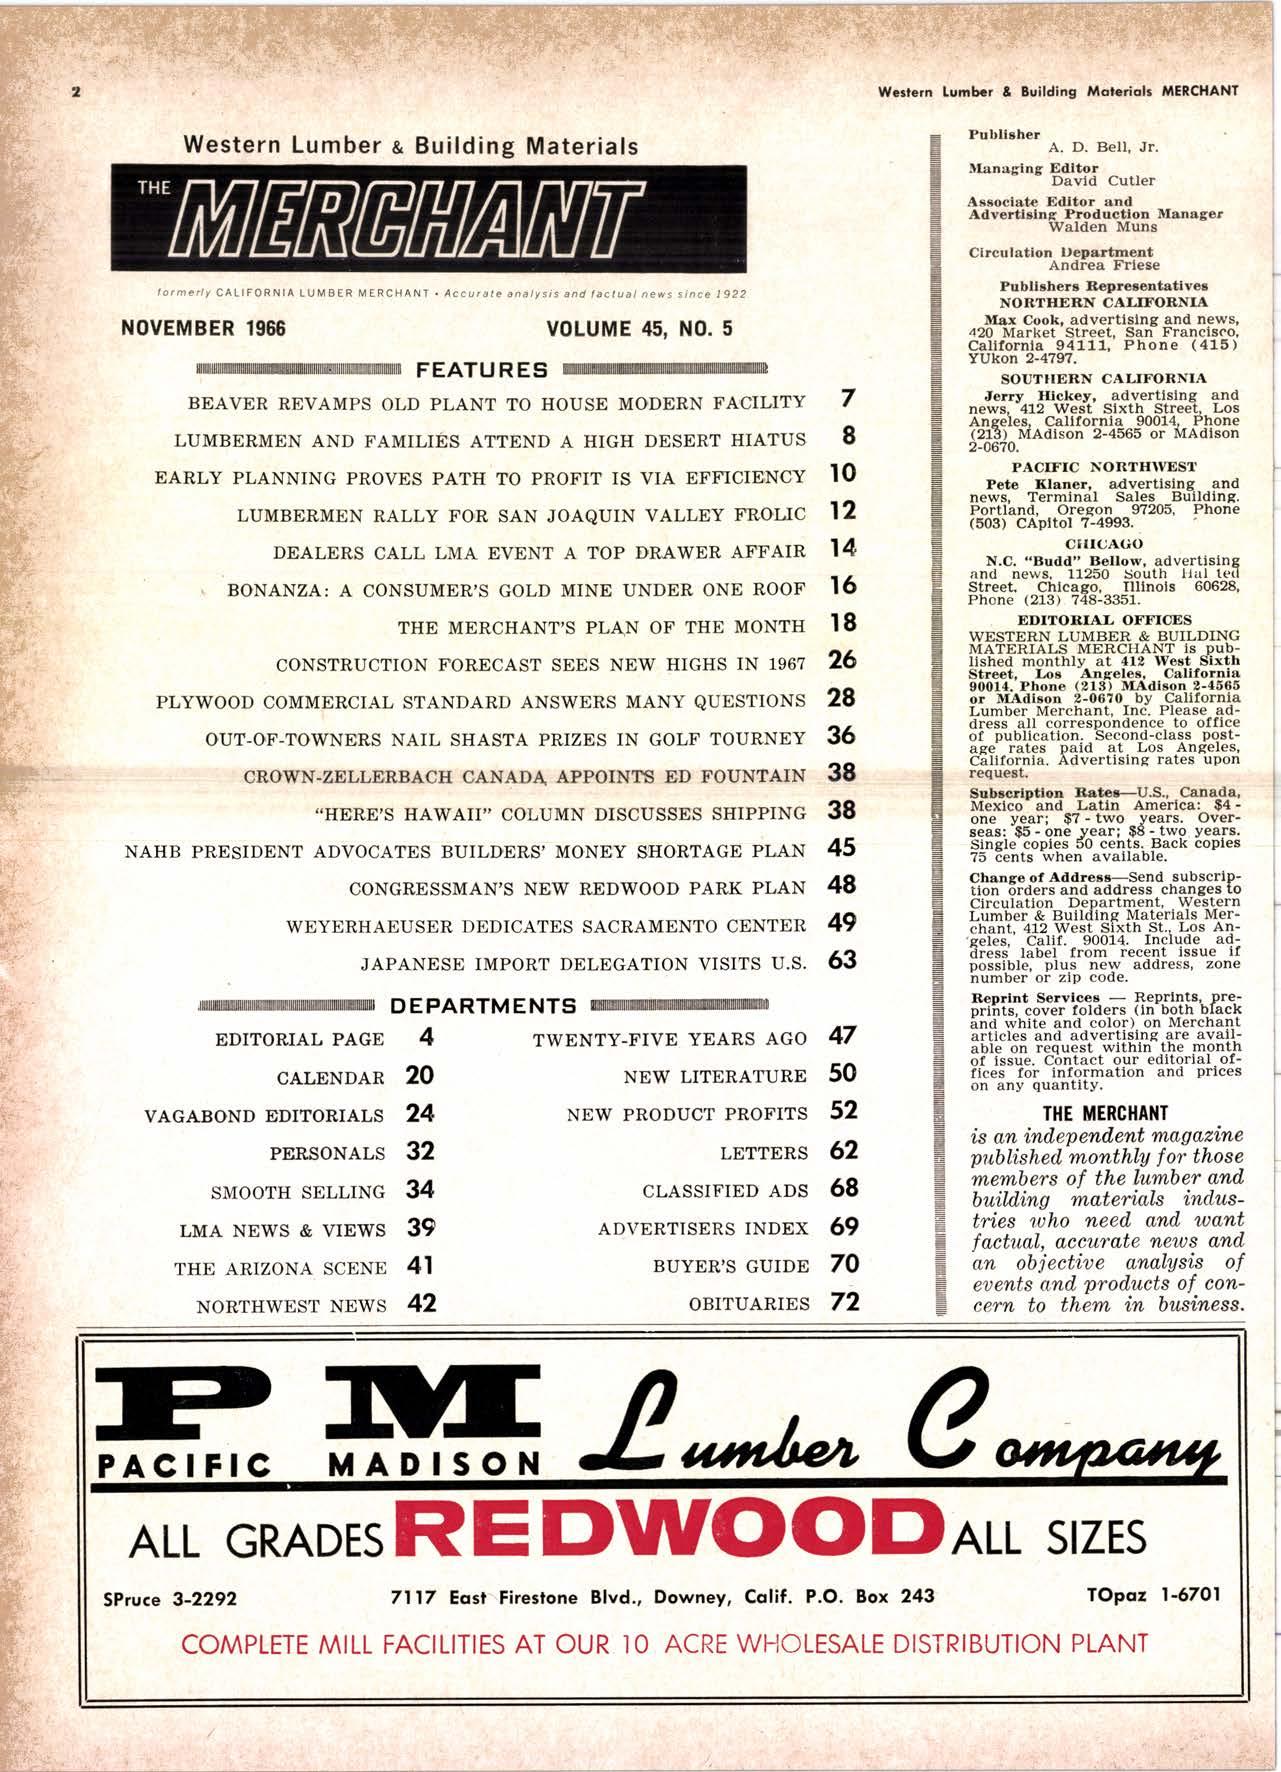 2
Western Lumber & Building Materials MERCHANT
Western Lumber & Building Materials
THE MERCHANT
formerly CALIFORNIA LUMBER MERCHANT • Accurate analysis and factual news since 1922
NOVEMBER 1966 VOLUME 45, NO. 5
FEATURES
BEAVER REVAMPS OLD PLANT TO HOUSE MODERN FACILITY 7
LUMBERMEN AND FAMILIES ATTEND A HIGH DESERT HIATUS 8
EARLY PLANNING PROVES PATH TO PROFIT IS VIA EFFICIENCY 10
LUMBERMEN RALLY FOR SAN JOAQUIN VALLEY FROLIC 12
DEALERS CALL LMA EVENT A TOP DRAWER AFFAIR 14
BONANZA: A CONSUMER'S GOLD MINE UNDER ONE ROOF 16
THE MERCHANT'S PLAN OF THE MONTH 18
CONSTRUCTION FORECAST SEES NEW HIGHS IN 1967 26
PLYWOOD COMMERCIAL STANDARD ANSWERS MANY QUESTIONS 28
OUT-OF-TOWNERS NAIL SHASTA PRIZES IN GOLF TOURNEY 36
CROWN-ZELLERBACH CANADA APPOINTS ED FOUNTAIN 38
"HERE'S HAWAII" COLUMN DISCUSSES SHIPPING 38
NAHB PRESIDENT ADVOCATES BUILDERS' MONEY SHORTAGE PLAN 45
CONGRESSMAN'S NEW REDWOOD PARK PLAN 48
WEYERHAEUSER DEDICATES SACRAMENTO CENTER 49
JAPANESE IMPORT DELEGATION VISITS U.S. 63
DEPARTMENTS
EDITORIAL PAGE 4
CALENDAR 20
VAGABOND EDITORIALS 24
PERSONALS 32
SMOOTH SELLING 34
LMA NEWS & VIEWS 39
THE ARIZONA SCENE 41
NORTHWEST NEWS 42
TWENTY-FIVE YEARS AGO 47
NEW LITERATURE 50
NEW PRODUCT PROFITS 52
LETTERS 62
CLASSIFIED ADS 68
ADVERTISERS INDEX 69
BUYER'S GUIDE 70
OBITUARIES 72
Publisher
A. D. Bell, Jr.
Managing Editor
David Cutler
Associate Editor and
Advertising Production Manager
Walden Muns
Circulation Department
Andrea Friese
Publishers Representatives
NORTHERN CALIFORNIA
Max Cook, advertising and news,
420 Market Street, San Francisco,
California 94111, Phone (415)
YUkon 2-4797.
SOUTHERN CALIFORNIA
Jerry Hickey, advertising and
news, 412 West Sixth Street, Los
Angeles, California 90014, Phone
(213) MAdison 2-4565 or MAdison
2-0670.
PACIFIC NORTHWEST
Pete Klaner, advertising and
news, Terminal Sales Building.
Portland, Oregon 97205, Phone
(503) CApitol 7-4993.
CHICAGO
N.C. "Budd" Bellow, advertising
and news, 11250 South Halsted
Street, Chicago, Illinois 60628,
Phone (213) 748-3351.
EDITORIAL OFFICES
WESTERN LUMBER & BUILDING
MATERIALS MERCHANT is pub-
lished monthly at 412 West Sixth
Street, Los Angeles, California
90014. Phone (213) MAdison 2-4565
or MAdison 2-0670 by California
Lumber Merchant, Inc. Please ad-
dress all correspondence to office
of publication. Second-class post-
age rates paid at Los Angeles,
California. Advertising rates upon
request.
Subscription Rates—U.S., Canada,
Mexico and Latin America: $4 -
one year; $7 - two years. Over-
seas: $5 - one year; $8 - two years.
Single copies 50 cents. Back copies
75 cents when available.
Change of Address—Send subscrip-
tion orders and address changes to
Circulation Department, Western
Lumber & Building Materials Mer-
chant, 412 West Sixth St., Los An-
geles, Calif. 90014. Include ad-
dress label from recent issue if
possible, plus new address, zone
number or zip code.
Reprint Services — Reprints, pre-
prints, cover folders (in both black
and white and color) on Merchant
articles and advertising are avail-
able on request within the month
of issue. Contact our editorial of-
fices for information and prices
on any quantity.
THE MERCHANT
is an independent magazine
published monthly for those
members of the lumber and
building materials indus-
tries who need and want
factual, accurate news and
an objective analysis of
events and products of con-
cern to them in business.
P M Lumber Company
PACIFIC MADISON
ALL GRADES REDWOOD ALL SIZES
SPruce 3-2292 7117 East Firestone Blvd., Downey, Calif. P.O. Box 243 TOpaz 1-6701
COMPLETE MILL FACILITIES AT OUR 10 ACRE WHOLESALE DISTRIBUTION PLANT